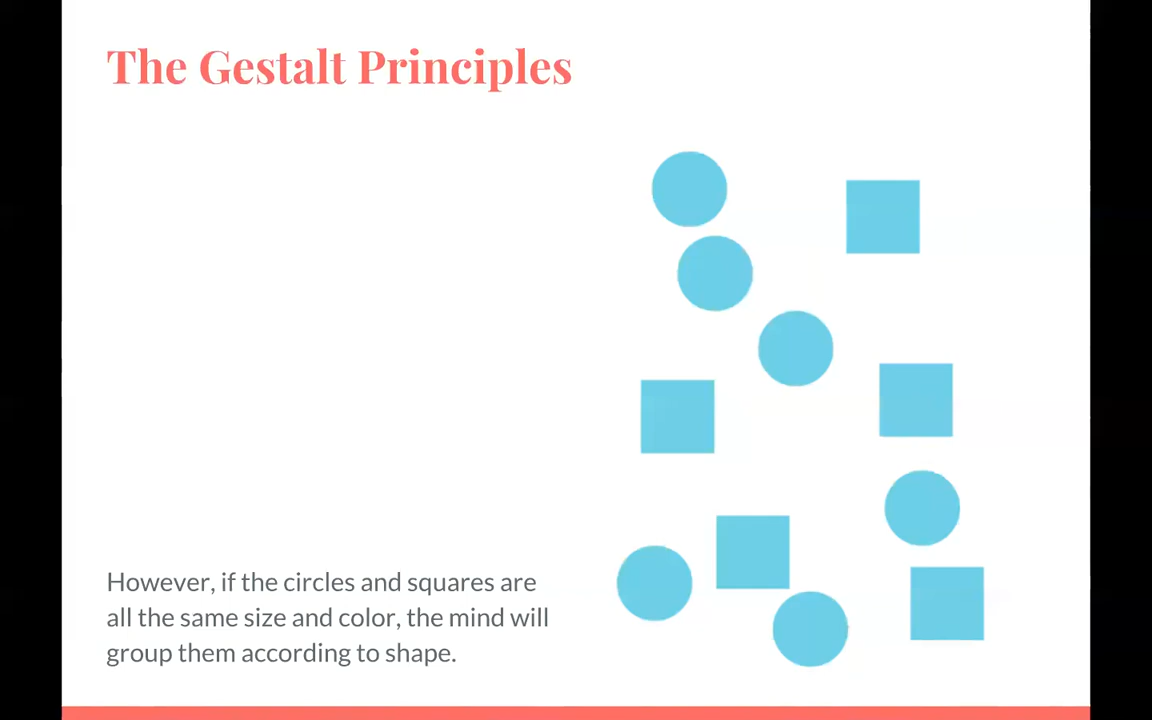 The Gestalt Principles
However, if the circles and squares are
all the same size and color, the mind will
group them according to shape.